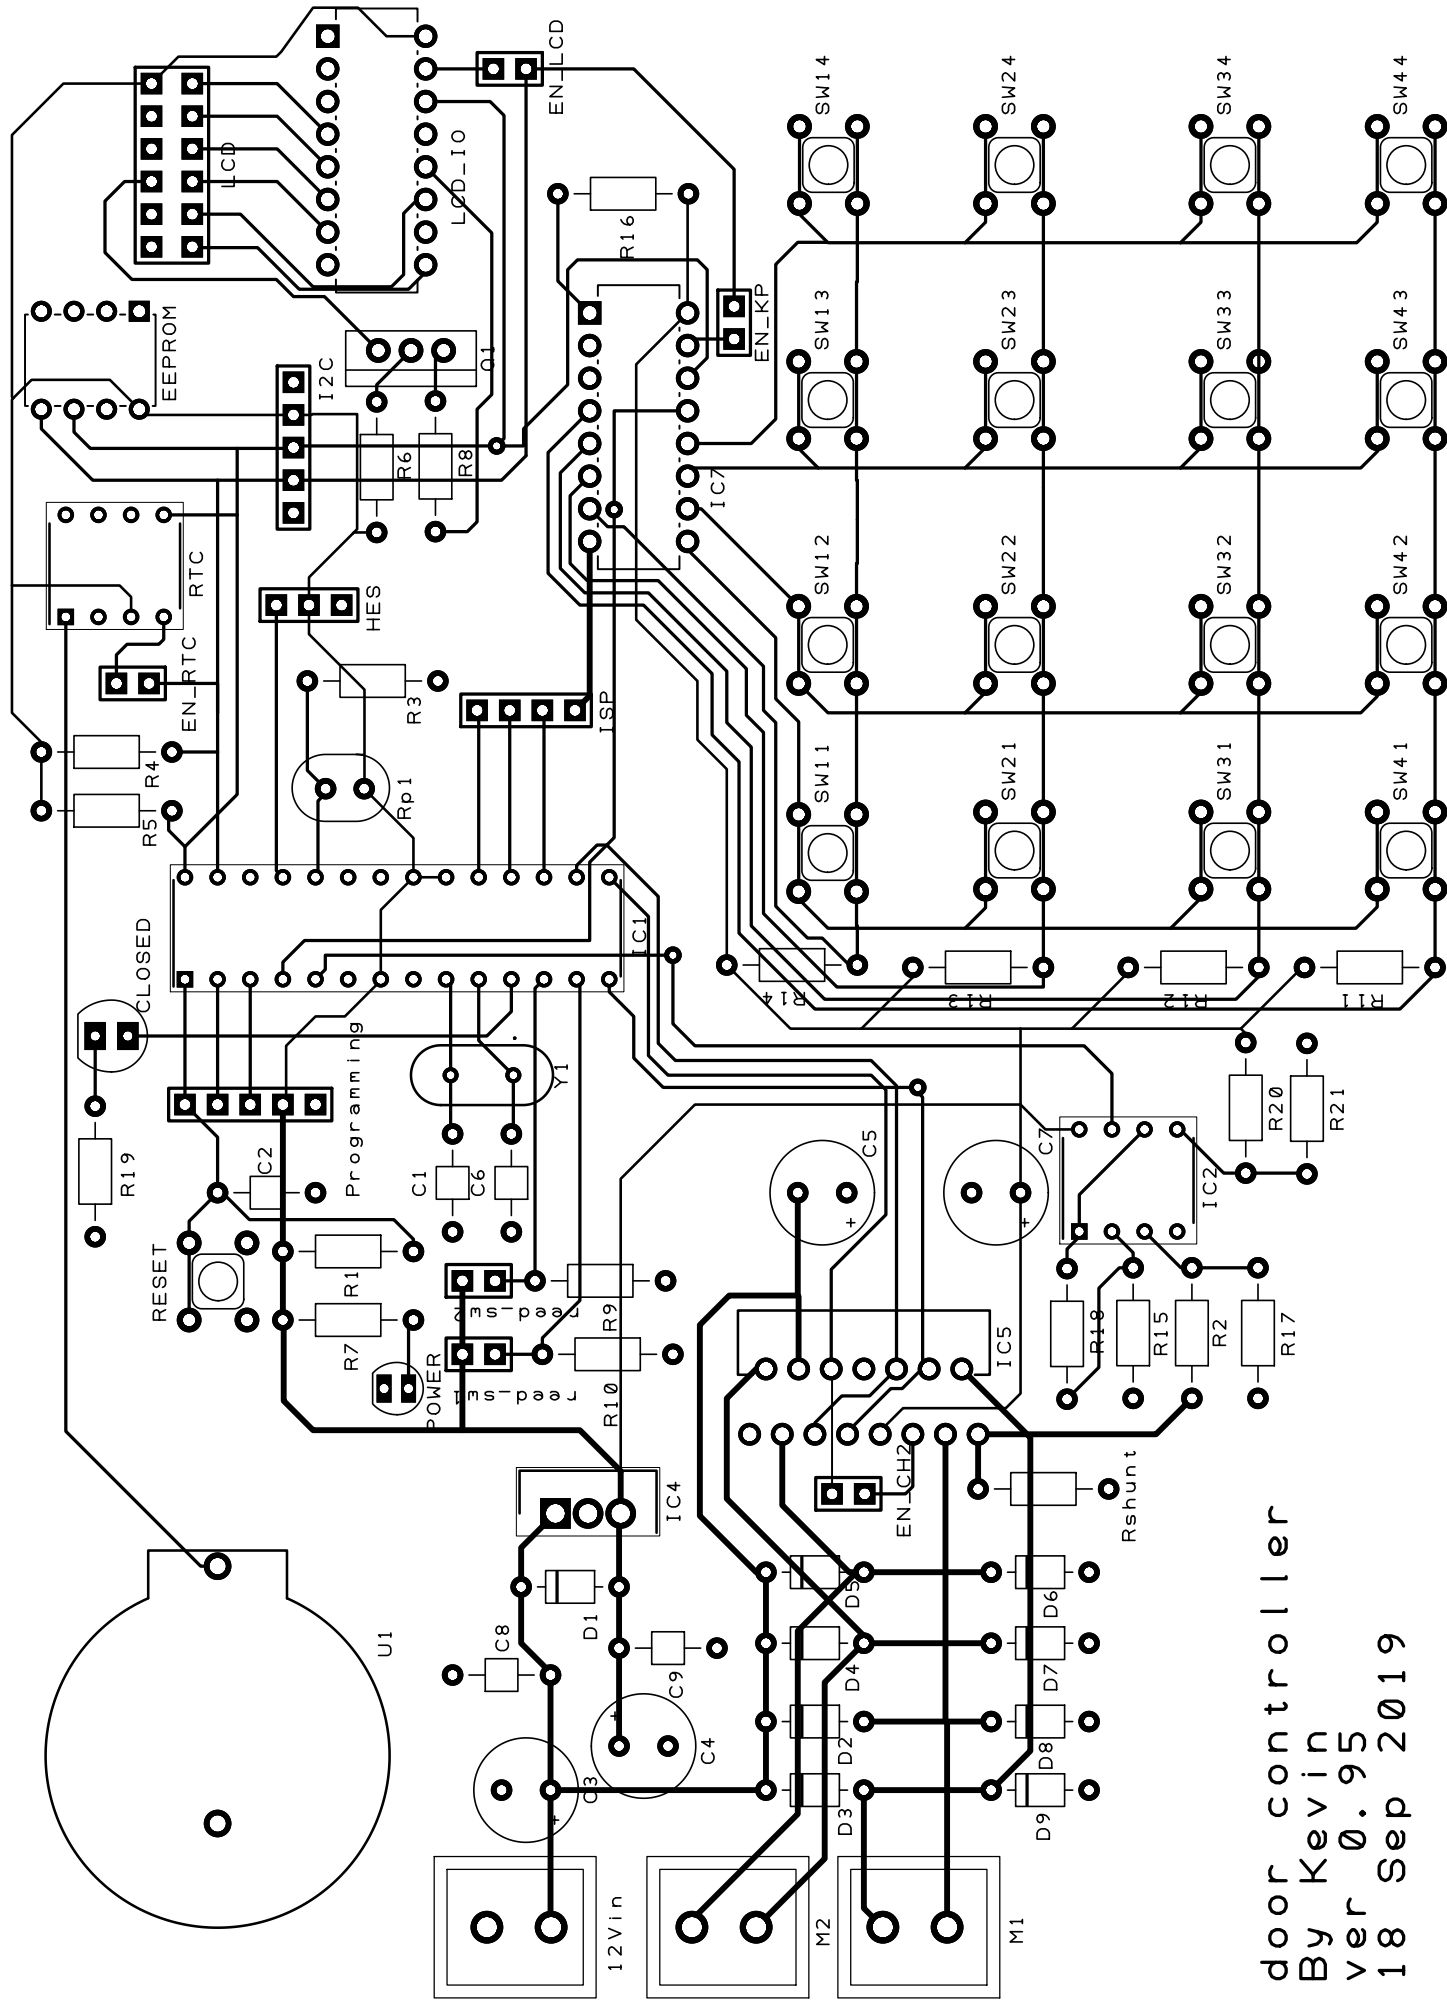 door controller
By Kevin
ver 0.95
18 Sep 2019
LCD
LCD_IO
EN_LCD
EEPROM
I2C
Q1
R16
EN_KP
R6
R8
IC7
RTC
EN_RTC
HES
R3
ISP
R4
R5
Rp1
SW14
SW24
SW34
SW44
SW13
SW23
SW33
SW43
SW12
SW22
SW32
SW42
SW11
SW21
SW31
SW41
CLOSED
IC1
R14
R13
R12
R11
Programming
Y1
R19
C2
C1
C6
C5
C7
R20
R21
IC2
RESET
R1
R7
reed_sw2
R9
POWER
reed_sw1
R10
IC5
R18
R15
R2
R17
IC4
EN_CH2
Rshunt
U1
C8
D1
C9
D5
D6
D4
D7
C3
C4
D2
D8
D3
D9
12Vin
M2
M1
+
+
+
+